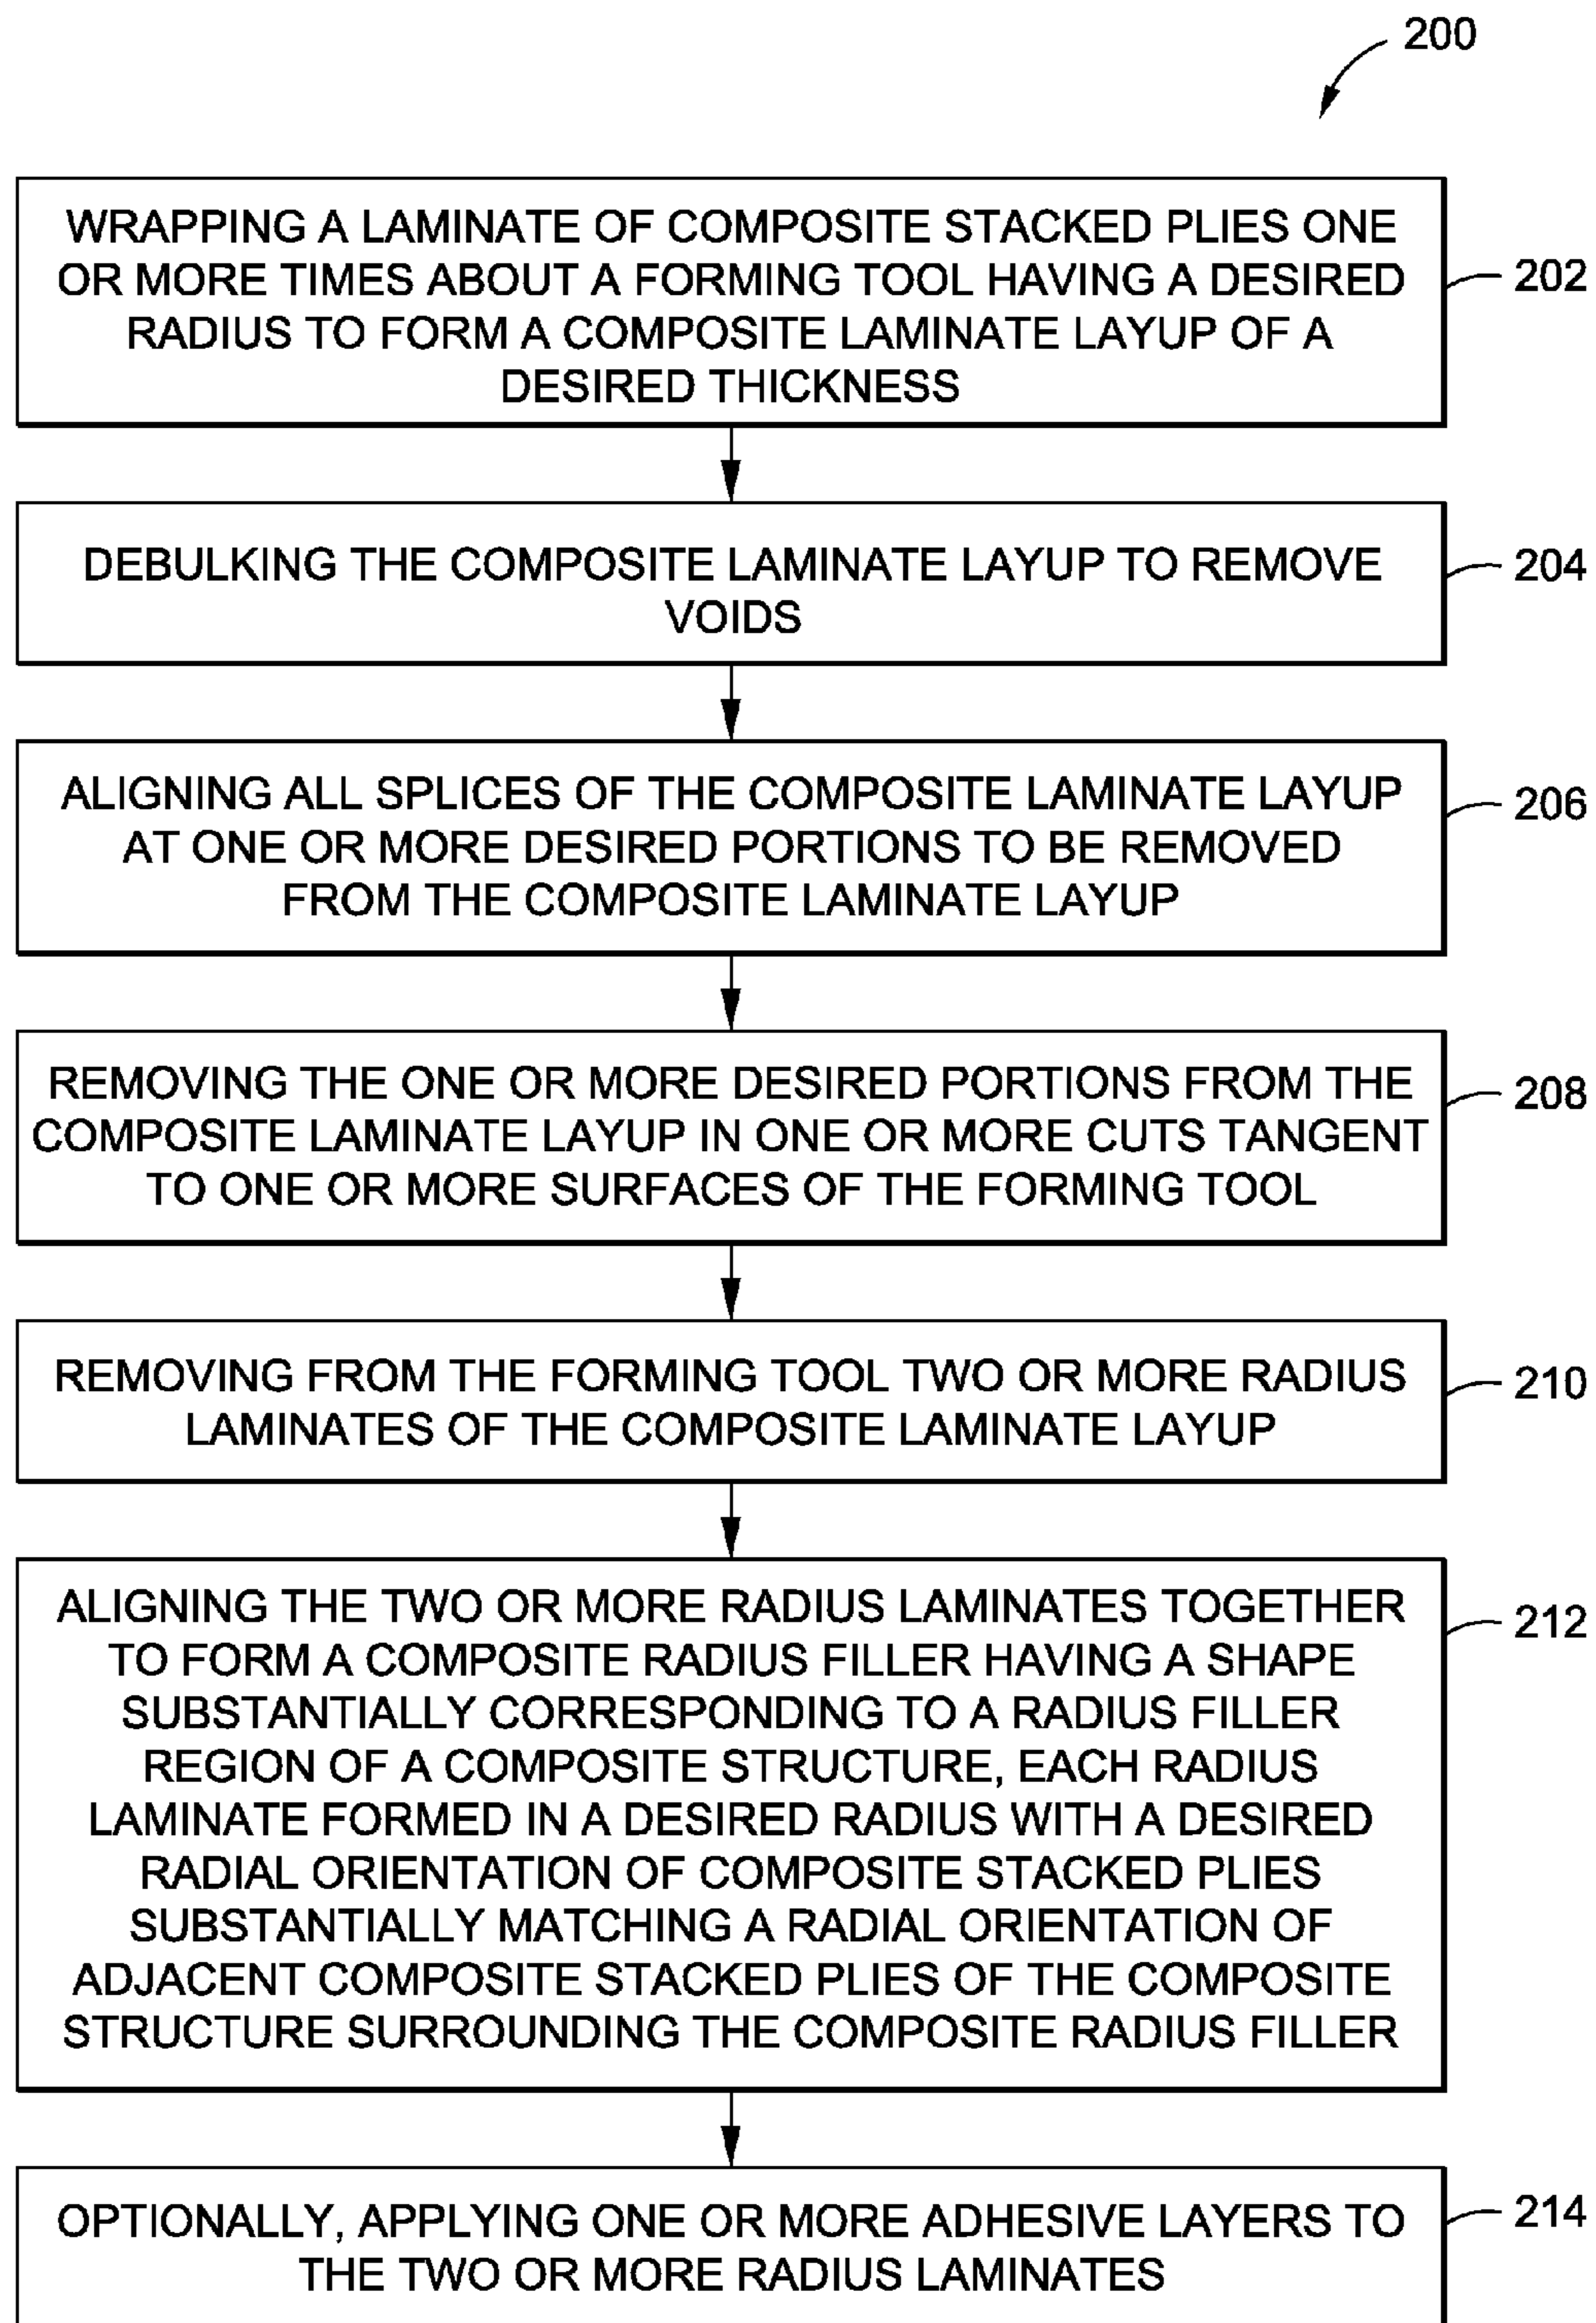 200
WRAPPING A LAMINATE OF COMPOSITE STACKED PLIES ONE
OR MORE TIMES ABOUT A FORMING TOOL HAVING A DESIRED
RADIUS TO FORM A COMPOSITE LAMINATE LAYUP OF A
DESIRED THICKNESS
202
DEBULKING THE COMPOSITE LAMINATE LAYUP TO REMOVE
VOIDS
204
ALIGNING ALL SPLICES OF THE COMPOSITE LAMINATE LAYUP
AT ONE OR MORE DESIRED PORTIONS TO BE REMOVED
FROM THE COMPOSITE LAMINATE LAYUP
206
REMOVING THE ONE OR MORE DESIRED PORTIONS FROM THE
COMPOSITE LAMINATE LAYUP IN ONE OR MORE CUTS TANGENT
TO ONE OR MORE SURFACES OF THE FORMING TOOL
208
REMOVING FROM THE FORMING TOOL TWO OR MORE RADIUS
LAMINATES OF THE COMPOSITE LAMINATE LAYUP
210
ALIGNING THE TWO OR MORE RADIUS LAMINATES TOGETHER
TO FORM A COMPOSITE RADIUS FILLER HAVING A SHAPE
SUBSTANTIALLY CORRESPONDING TO A RADIUS FILLER
REGION OF A COMPOSITE STRUCTURE, EACH RADIUS
LAMINATE FORMED IN A DESIRED RADIUS WITH A DESIRED
RADIAL ORIENTATION OF COMPOSITE STACKED PLIES
SUBSTANTIALLY MATCHING A RADIAL ORIENTATION OF
ADJACENT COMPOSITE STACKED PLIES OF THE COMPOSITE
STRUCTURE SURROUNDING THE COMPOSITE RADIUS FILLER
212
OPTIONALLY, APPLYING ONE OR MORE ADHESIVE LAYERS TO
THE TWO OR MORE RADIUS LAMINATES
214